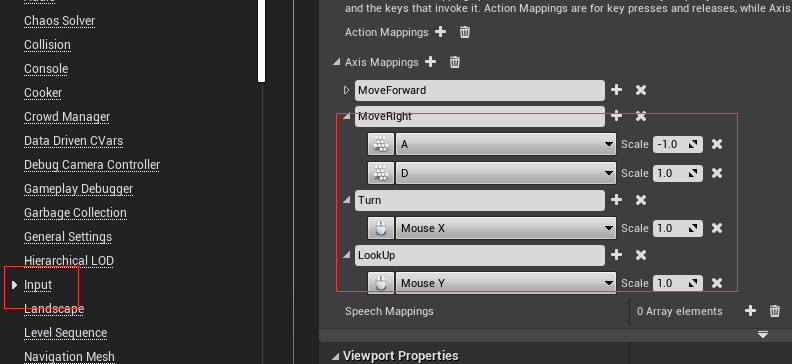 Chaos Solver
Collision
Console
Cooker
Crowd Manager
Data Driven CVars
Debug Camera Controller
Gameplay Debugger
Garbage Collection
General Settings
Hierarchical LOD
Input
Landscape
Level Sequence
Navigation Mesh
and the keys that invoke it. Action Mappings are for key presses and releases, while Axis
Action Mappings
Axis Mappings
MoveForward
MoveRight
A Scale -1.0
D Scale 1.0
Turn
Mouse X Scale 1.0
LookUp
Mouse Y Scale 1.0
Speech Mappings 0 Array elements
Viewport Properties